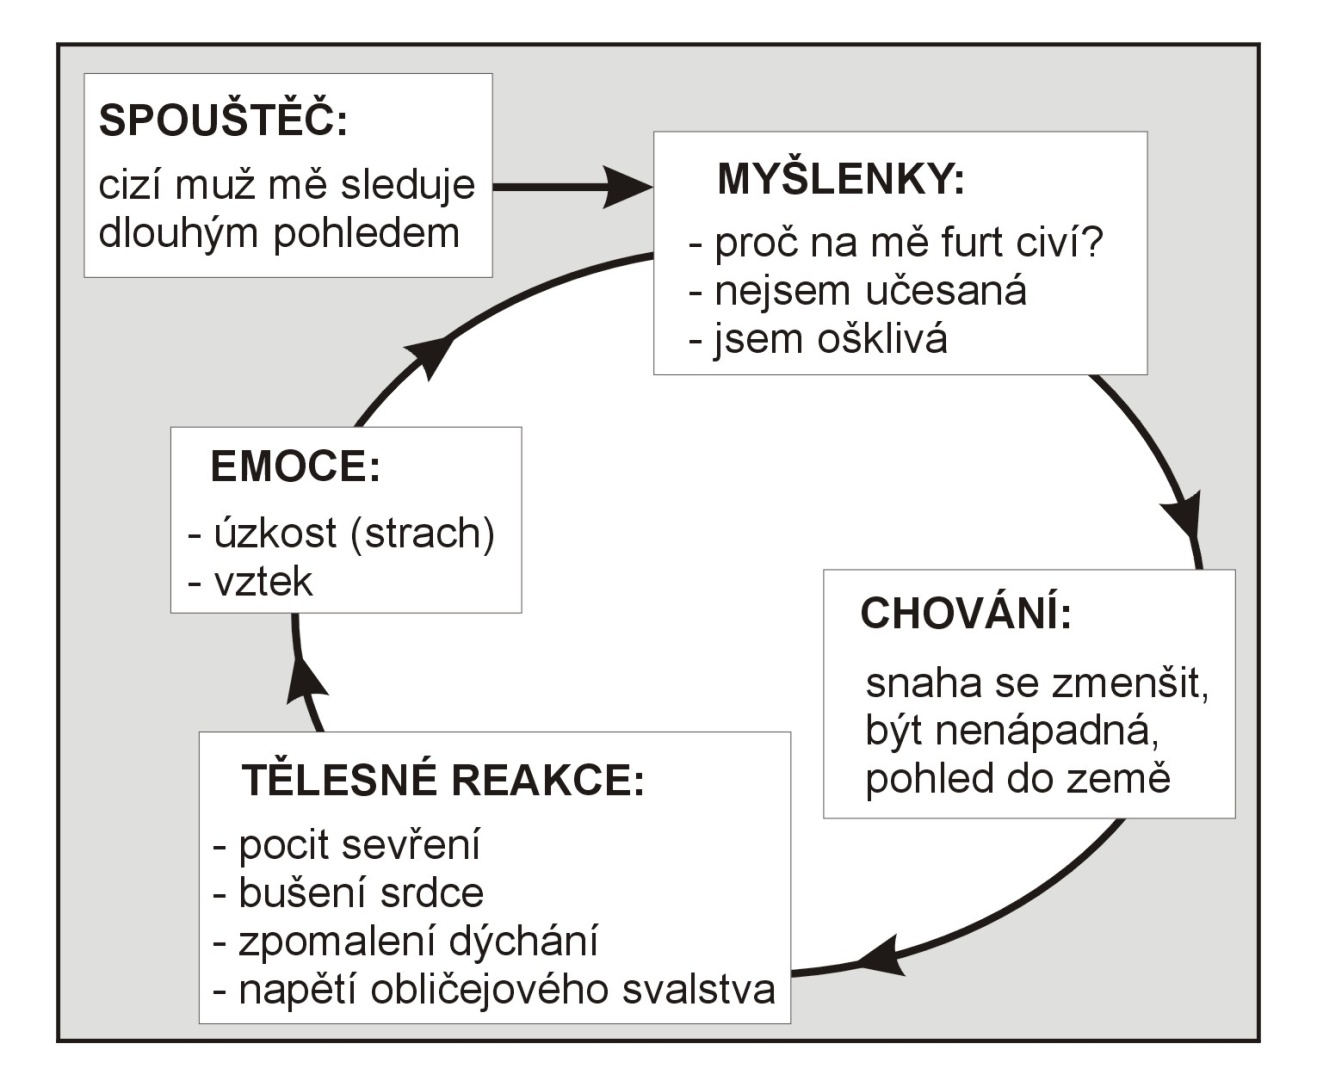 SPOUŠTĚČ:
cizí muž mě sleduje
dlouhým pohledem
MYŠLENKY:
- proč na mě furt civí?
- nejsem učesaná
- jsem ošklivá
CHOVÁNÍ:
snaha se zmenšit,
být nenápadná,
pohled do země
TĚLESNÉ REAKCE:
- pocit sevření
- bušení srdce
- zpomalení dýchání
- napětí obličejového svalstva
EMOCE:
- úzkost (strach)
- vztek